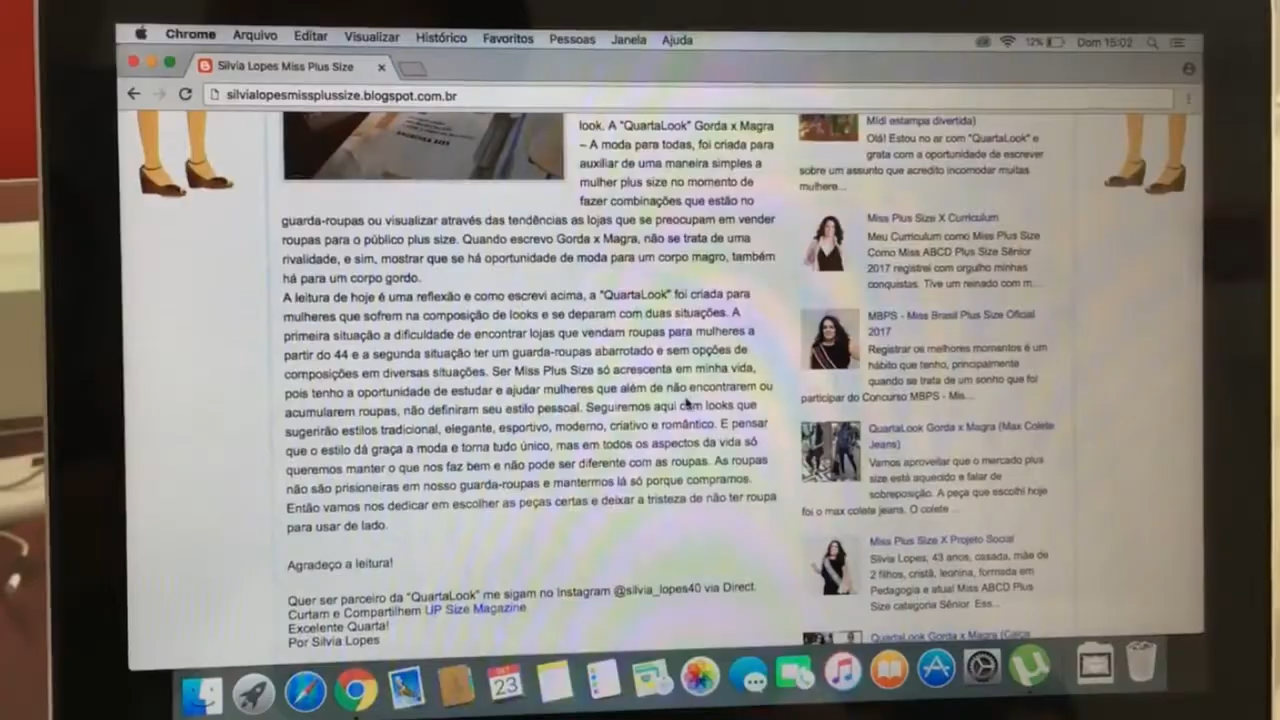 Chrome Arquivo Editar Visualizar Histórico Favoritos Pessoas Janela Ajuda 12% Dom 15:02
Silvia Lopes Miss Plus Size
silvialopesmissplussize.blogspot.com.br
look. A "QuartaLook" Gorda x Magra
– A moda para todas, foi criada para
auxiliar de uma maneira simples a
mulher plus size no momento de
fazer combinações que estão no
guarda-roupas ou visualizar através das tendências as lojas que se preocupam em vender
roupas para o público plus size. Quando escrevo Gorda x Magra, não se trata de uma
rivalidade, e sim, mostrar que se há oportunidade de moda para um corpo magro, também
há para um corpo gordo.
A leitura de hoje é uma reflexão e como escrevi acima, a "QuartaLook" foi criada para
mulheres que sofrem na composição de looks e se deparam com duas situações. A
primeira situação a dificuldade de encontrar lojas que vendam roupas para mulheres a
partir do 44 e a segunda situação ter um guarda-roupas abarrotado e sem opções de
composições em diversas situações. Ser Miss Plus Size só acrescenta em minha vida,
pois tenho a oportunidade de estudar e ajudar mulheres que além de não encontrarem ou
acumularem roupas, não definiram seu estilo pessoal. Seguiremos aqui com looks que
sugerirão estilos tradicional, elegante, esportivo, moderno, criativo e romântico. E pensar
que o estilo dá graça a moda e torna tudo único, mas em todos os aspectos da vida só
queremos manter o que nos faz bem e não pode ser diferente com as roupas. As roupas
não são prisioneiras em nosso guarda-roupas e mantermos lá só porque compramos.
Então vamos nos dedicar em escolher as peças certas e deixar a tristeza de não ter roupa
para usar de lado.
Agradeço a leitura!
Quer ser parceiro da "QuartaLook" me sigam no Instagram @silvia_lopes40 via Direct.
Curtam e Compartilhem UP Size Magazine
Excelente Quarta!
Por Silvia Lopes
Midi estampa divertida)
Olá! Estou no ar com "QuartaLook" e
grata com a oportunidade de escrever
sobre um assunto que acredito incomodar muitas
mulhere...
Miss Plus Size X Curriculum
Meu Curriculum como Miss Plus Size
Como Miss ABCD Plus Size Sênior
2017 registrei com orgulho minhas
conquistas. Tive um reinado com m...
MBPS - Miss Brasil Plus Size Oficial
2017
Registrar os melhores momentos é um
hábito que tenho, principalmente
quando se trata de um sonho que foi
participar do Concurso MBPS - Mis...
QuartaLook Gorda x Magra (Max Colete
Jeans)
Vamos aproveitar que o mercado plus
size está aquecido e falar de
sobreposição. A peça que escolhi hoje
foi o max colete jeans. O colete ...
Miss Plus Size X Projeto Social
Silvia Lopes, 43 anos, casada, mãe de
2 filhos, cristã, leonina, formada em
Pedagogia e atual Miss ABCD Plus
Size categoria Sênior. Ess...
QuartaLook Gorda x Magra (Calça
23